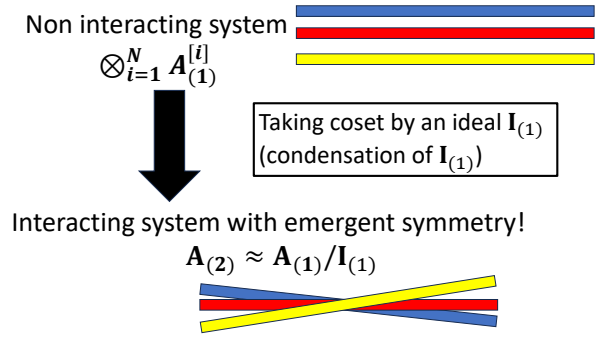 Non interacting system
⊗_{i=1}^{N} A_{(1)}^{[i]}
Taking coset by an ideal I_{(1)}
(condensation of I_{(1)})
Interacting system with emergent symmetry!
A_{(2)} ≈ A_{(1)}/I_{(1)}